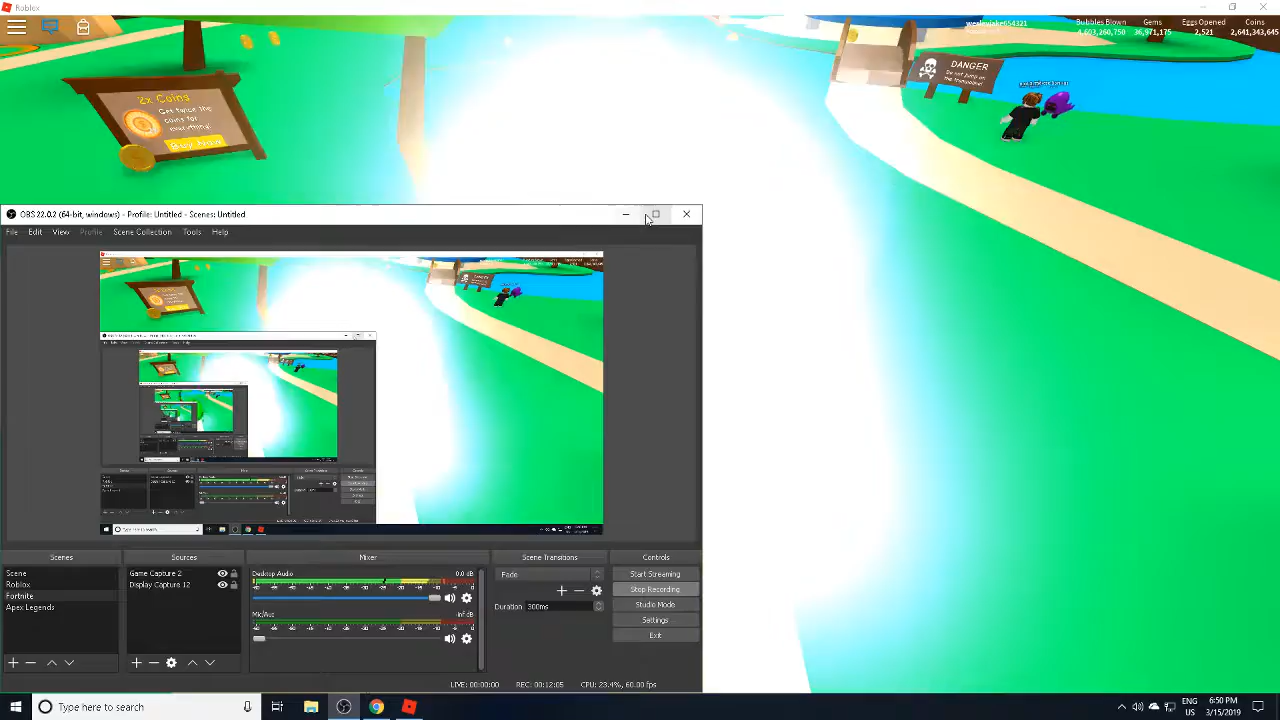 Roblox
wesleyjake654321
Bubbles Blown Gems Eggs Opened Coins
4,603,260,750 36,971,175 2,521 2,641,343,645
DANGER
Do not jump on
the trampoline!
2x Coins
Get twice the
coins for
everything!
OBS 22.0.2 (64-bit, windows) - Profile: Untitled - Scenes: Untitled
File Edit View Profile Scene Collection Tools Help
Scenes Sources Mixer Scene Transitions Controls
Scene
Roblox
Fortnite
Apex Legends
Game Capture 2
Display Capture 12
Desktop Audio 0.0 dB
Mic/Aux -inf dB
Fade
Duration 300ms
Start Streaming
Stop Recording
Studio Mode
Settings
Exit
LIVE: 00:00:00 REC: 00:12:05 CPU: 23.4%, 60.00 fps
Type here to search
ENG
US
6:50 PM
3/15/2019